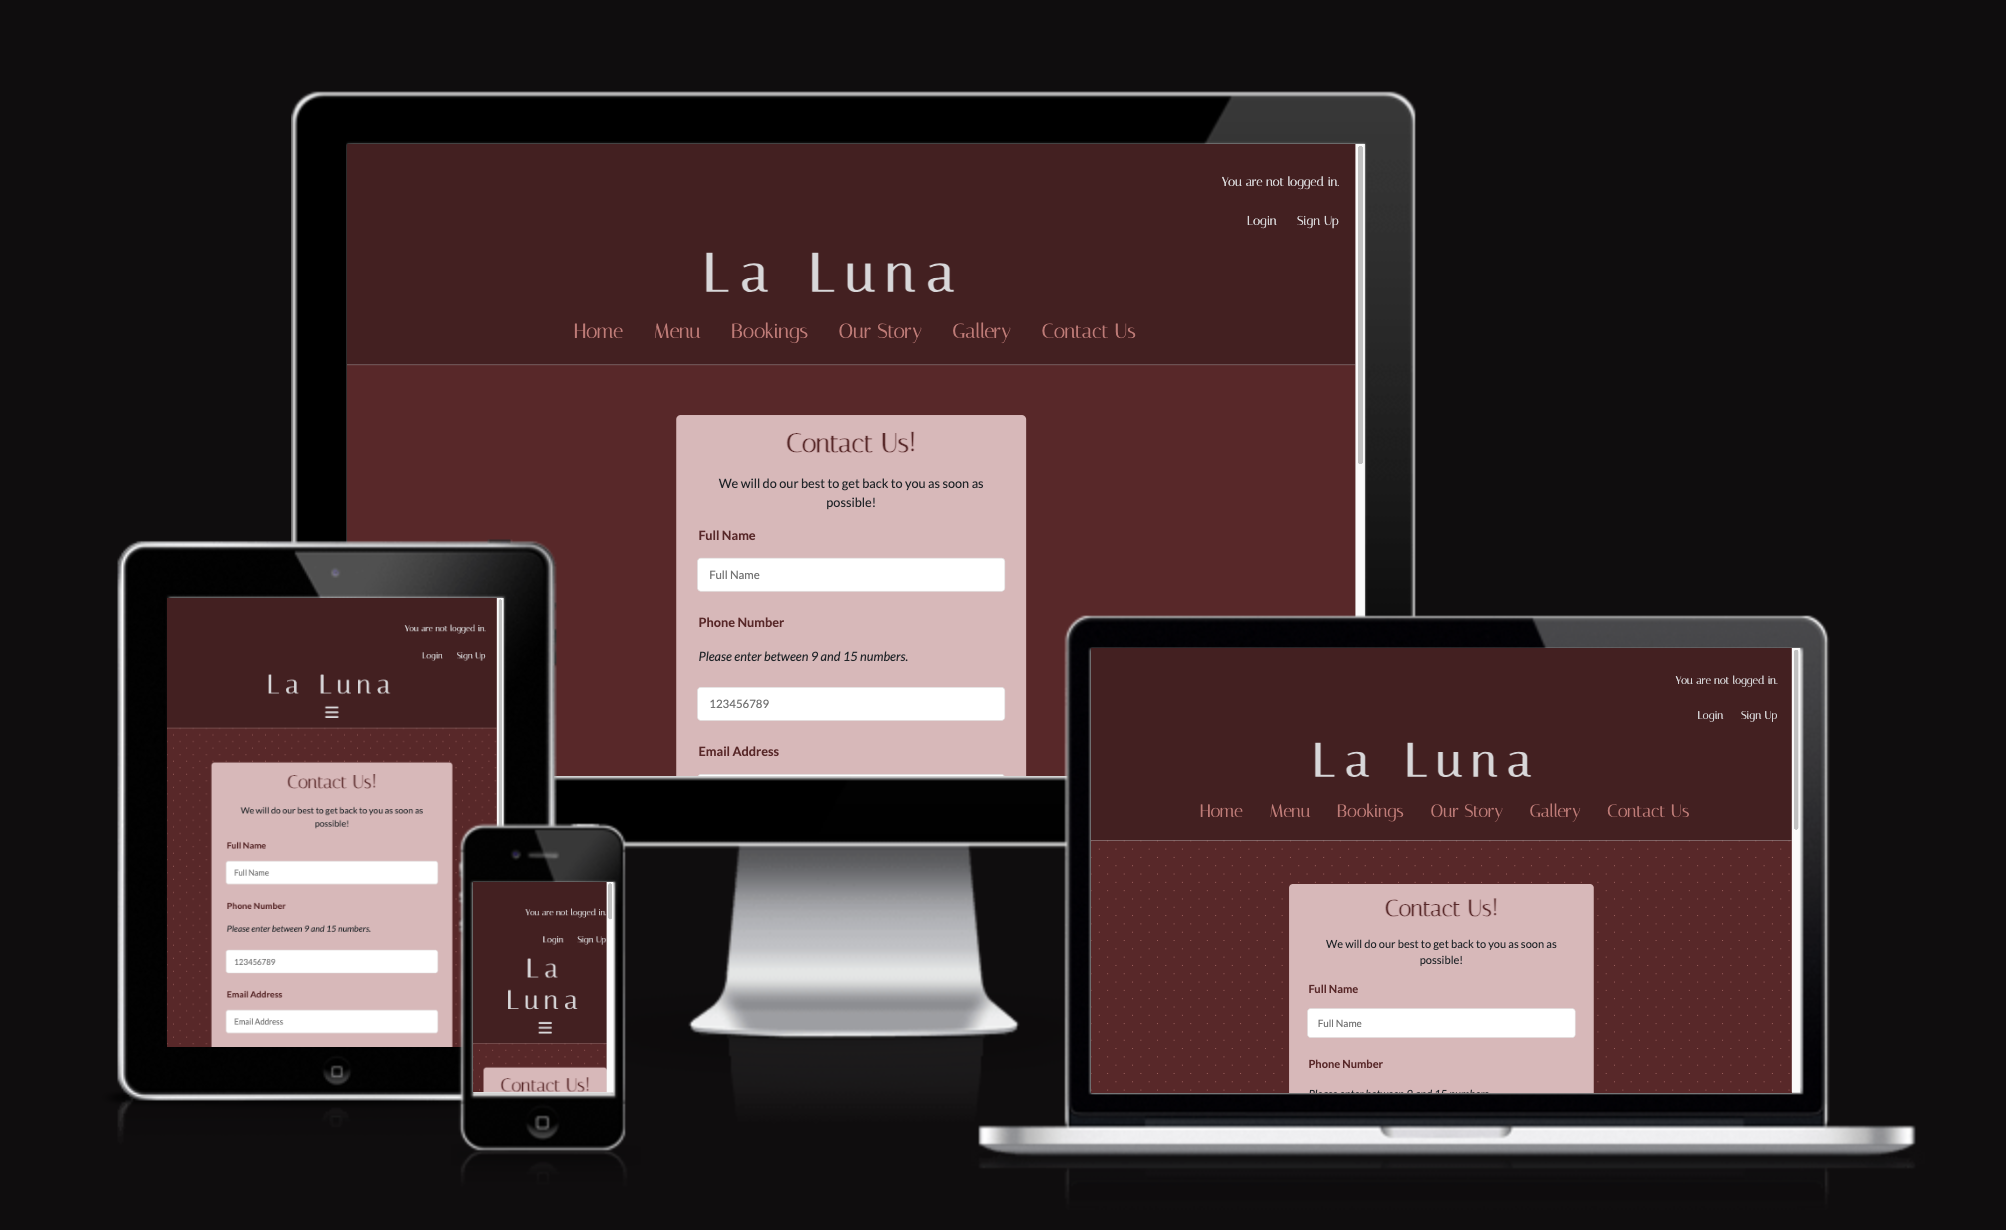 You are not logged in.
Login Sign Up
La Luna
Home Menu Bookings Our Story Gallery Contact Us
Contact Us!
We will do our best to get back to you as soon as
possible!
Full Name
Full Name
Phone Number
Please enter between 9 and 15 numbers.
123456789
Email Address
You are not logged in.
Login Sign Up
La Luna
Contact Us!
We will do our best to get back to you as soon as
possible!
Full Name
Full Name
Phone Number
Please enter between 9 and 15 numbers.
123456789
Email Address
Email Address
You are not logged in.
Login Sign Up
La
Luna
Contact Us!
You are not logged in.
Login Sign Up
La Luna
Home Menu Bookings Our Story Gallery Contact Us
Contact Us!
We will do our best to get back to you as soon as
possible!
Full Name
Full Name
Phone Number
Please enter between 9 and 15 numbers.